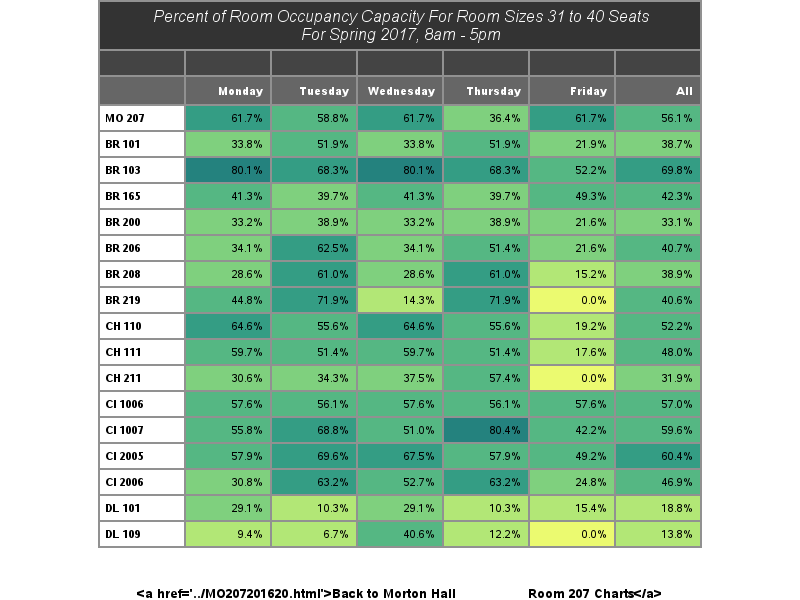 Percent of Room Occupancy Capacity For Room Sizes 31 to 40 Seats
For Spring 2017, 8am - 5pm
Monday Tuesday Wednesday Thursday Friday All
MO 207 61.7% 58.8% 61.7% 36.4% 61.7% 56.1%
BR 101 33.8% 51.9% 33.8% 51.9% 21.9% 38.7%
BR 103 80.1% 68.3% 80.1% 68.3% 52.2% 69.8%
BR 165 41.3% 39.7% 41.3% 39.7% 49.3% 42.3%
BR 200 33.2% 38.9% 33.2% 38.9% 21.6% 33.1%
BR 206 34.1% 62.5% 34.1% 51.4% 21.6% 40.7%
BR 208 28.6% 61.0% 28.6% 61.0% 15.2% 38.9%
BR 219 44.8% 71.9% 14.3% 71.9% 0.0% 40.6%
CH 110 64.6% 55.6% 64.6% 55.6% 19.2% 52.2%
CH 111 59.7% 51.4% 59.7% 51.4% 17.6% 48.0%
CH 211 30.6% 34.3% 37.5% 57.4% 0.0% 31.9%
CI 1006 57.6% 56.1% 57.6% 56.1% 57.6% 57.0%
CI 1007 55.8% 68.8% 51.0% 80.4% 42.2% 59.6%
CI 2005 57.9% 69.6% 67.5% 57.9% 49.2% 60.4%
CI 2006 30.8% 63.2% 52.7% 63.2% 24.8% 46.9%
DL 101 29.1% 10.3% 29.1% 10.3% 15.4% 18.8%
DL 109 9.4% 6.7% 40.6% 12.2% 0.0% 13.8%
<a href='../MO207201620.html'>Back to Morton Hall Room 207 Charts</a>